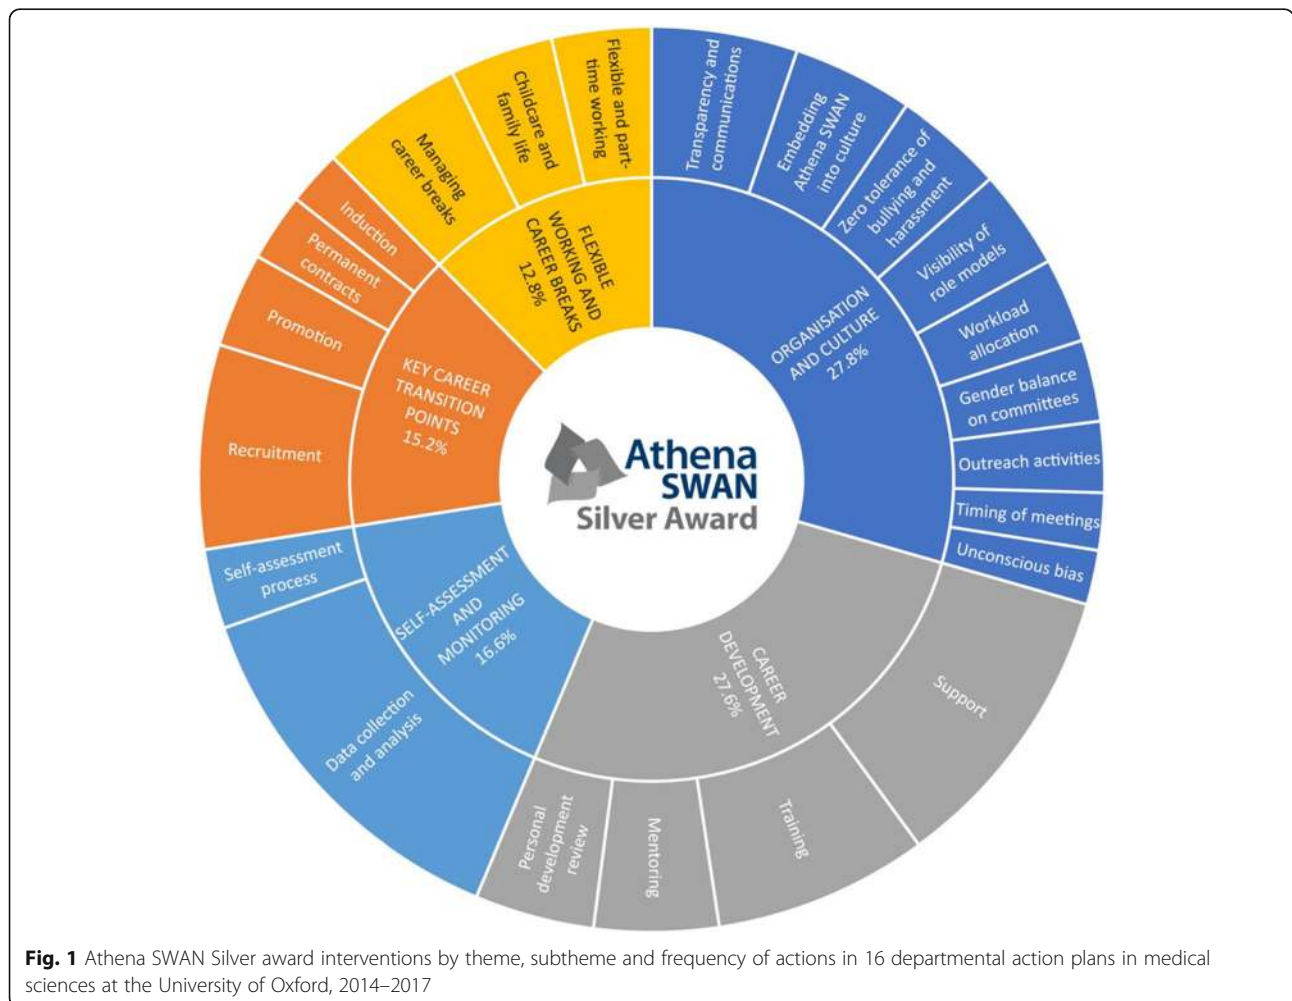 Transparency and
communications
Embedding
Athena SWAN
into culture
Zero tolerance of
bullying and
harassment
Visibility of
role models
Workload
allocation
Gender balance
on committees
Outreach activities
Timing of meetings
Unconscious bias
ORGANISATION
AND CULTURE
27.8%
Support
Training
Mentoring
Personal
development
review
CAREER
DEVELOPMENT
27.6%
Data collection
and analysis
Self-assessment
process
SELF-ASSESSMENT
AND
MONITORING
16.6%
Recruitment
Promotion
Permanent
contracts
Induction
KEY CAREER
TRANSITION
POINTS
15.2%
Managing
career breaks
Childcare and
family life
Flexible and part-
time working
FLEXIBLE
WORKING AND
CAREER BREAKS
12.8%
Athena
SWAN
Silver Award
Fig. 1 Athena SWAN Silver award interventions by theme, subtheme and frequency of actions in 16 departmental action plans in medical
sciences at the University of Oxford, 2014–2017